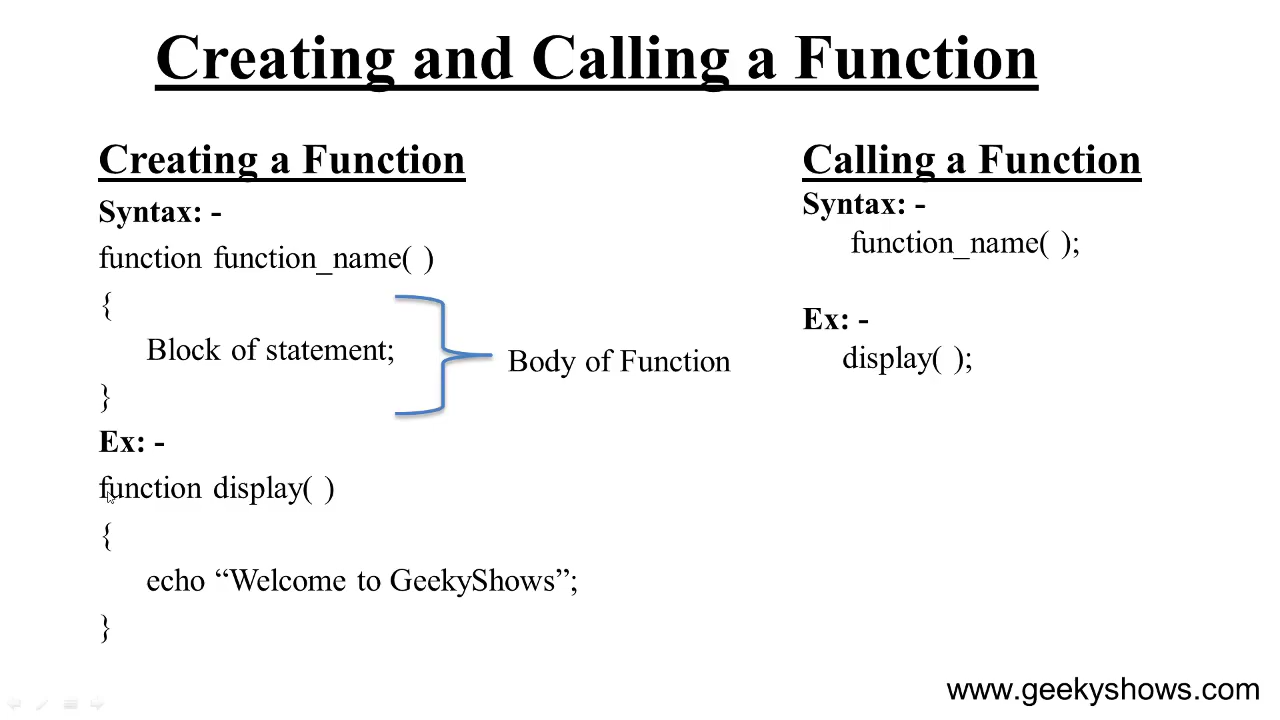 Creating and Calling a Function
Creating a Function
Syntax: -
function function_name( )
{
Block of statement;
}
Body of Function
Ex: -
function display( )
{
echo “Welcome to GeekyShows”;
}
Calling a Function
Syntax: -
function_name( );
Ex: -
display( );
www.geekyshows.com